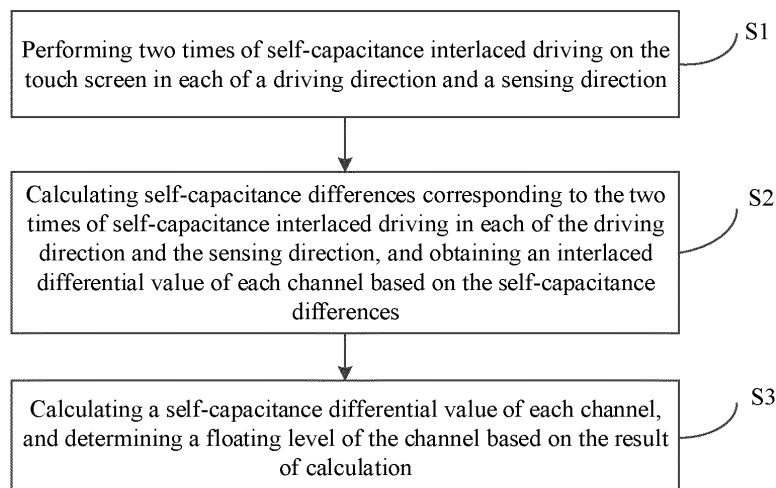 Performing two times of self-capacitance interlaced driving on the
touch screen in each of a driving direction and a sensing direction
S1
Calculating self-capacitance differences corresponding to the two
times of self-capacitance interlaced driving in each of the driving
direction and the sensing direction, and obtaining an interlaced
differential value of each channel based on the self-capacitance
differences
S2
Calculating a self-capacitance differential value of each channel,
and determining a floating level of the channel based on the result
of calculation
S3